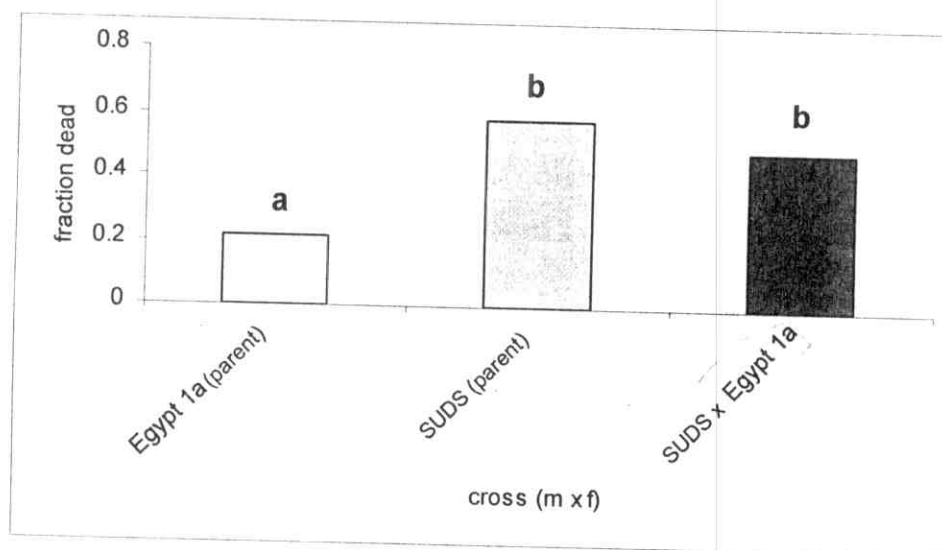 0.8
0.6
0.4
0.2
0
fraction dead
a
b
b
Egypt 1a (parent)
SUDS (parent)
SUDS x Egypt 1a
cross (m x f)